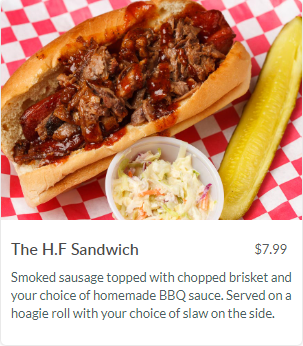 The H.F Sandwich $7.99
Smoked sausage topped with chopped brisket and
your choice of homemade BBQ sauce. Served on a
hoagie roll with your choice of slaw on the side.